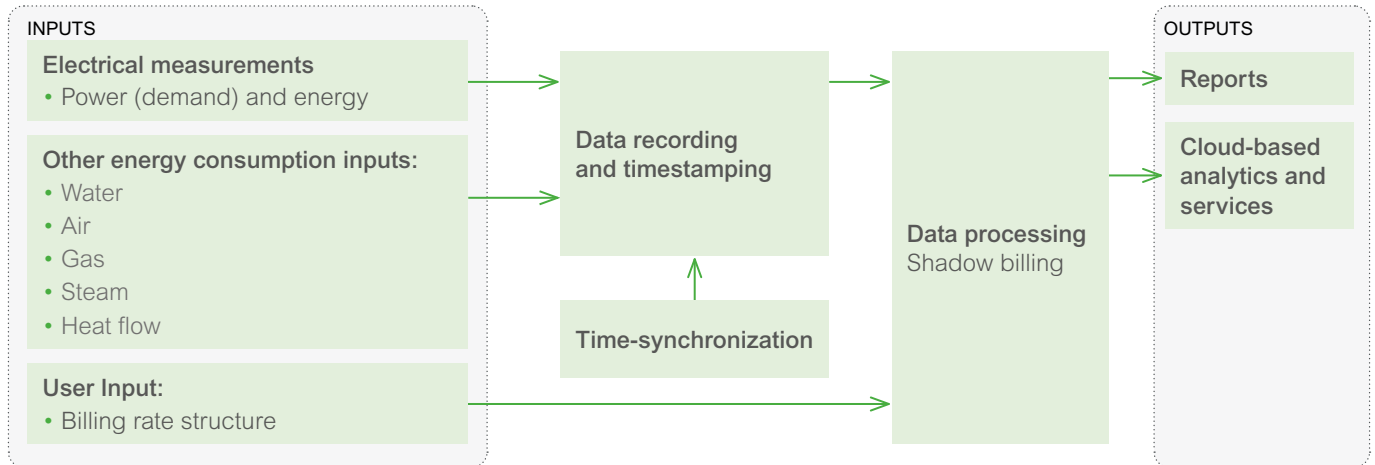 INPUTS
Electrical measurements
• Power (demand) and energy
Other energy consumption inputs:
• Water
• Air
• Gas
• Steam
• Heat flow
User Input:
• Billing rate structure
Data recording
and timestamping
Time-synchronization
Data processing
Shadow billing
OUTPUTS
Reports
Cloud-based
analytics and
services